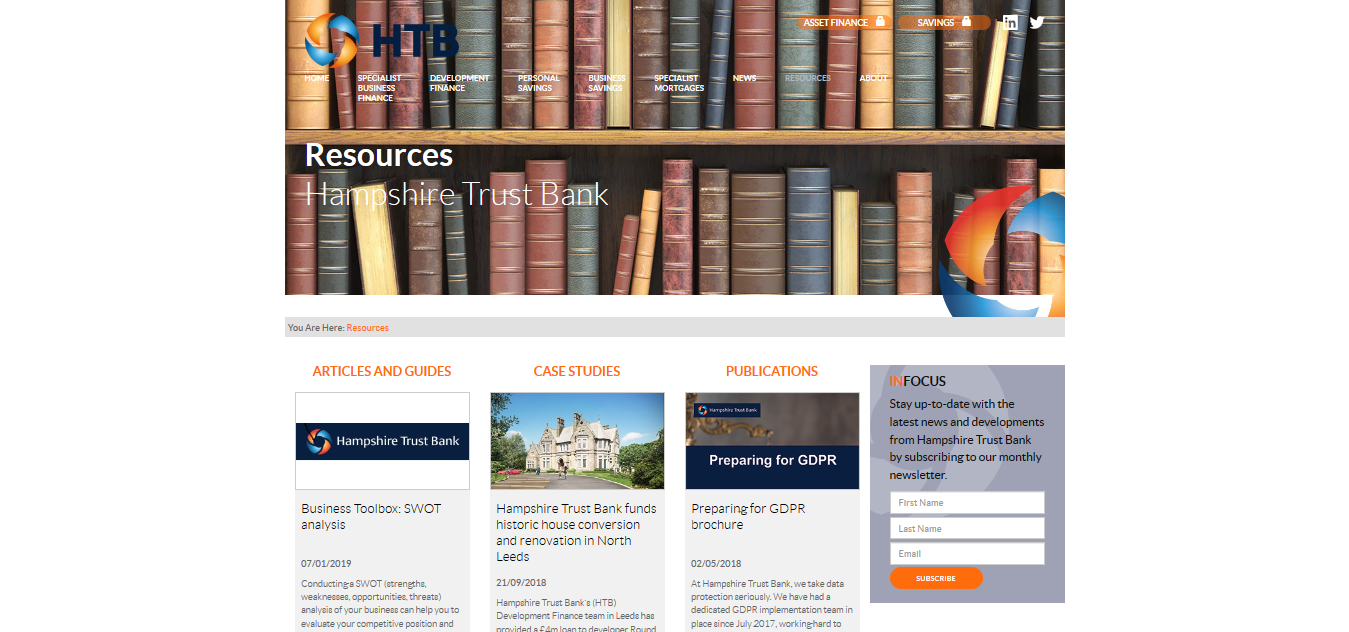 HTB
ASSET FINANCE
SAVINGS
in
HOME
SPECIALIST
BUSINESS
FINANCE
DEVELOPMENT
FINANCE
PERSONAL
SAVINGS
BUSINESS
SAVINGS
SPECIALIST
MORTGAGES
NEWS
RESOURCES
ABOUT
Resources
Hampshire Trust Bank
You Are Here: Resources
ARTICLES AND GUIDES
Hampshire Trust Bank
Business Toolbox: SWOT
analysis
07/01/2019
Conducting a SWOT (strengths,
weaknesses, opportunities, threats)
analysis of your business can help you to
evaluate your competitive position and
CASE STUDIES
Hampshire Trust Bank funds
historic house conversion
and renovation in North
Leeds
21/09/2018
Hampshire Trust Bank's (HTB)
Development Finance team in Leeds has
provided a £4m loan to developer Round
PUBLICATIONS
Hampshire Trust Bank
Preparing for GDPR
Preparing for GDPR
brochure
02/05/2018
At Hampshire Trust Bank, we take data
protection seriously. We have had a
dedicated GDPR implementation team in
place since July 2017, working hard to
INFOCUS
Stay up-to-date with the
latest news and developments
from Hampshire Trust Bank
by subscribing to our monthly
newsletter.
First Name
Last Name
Email
SUBSCRIBE